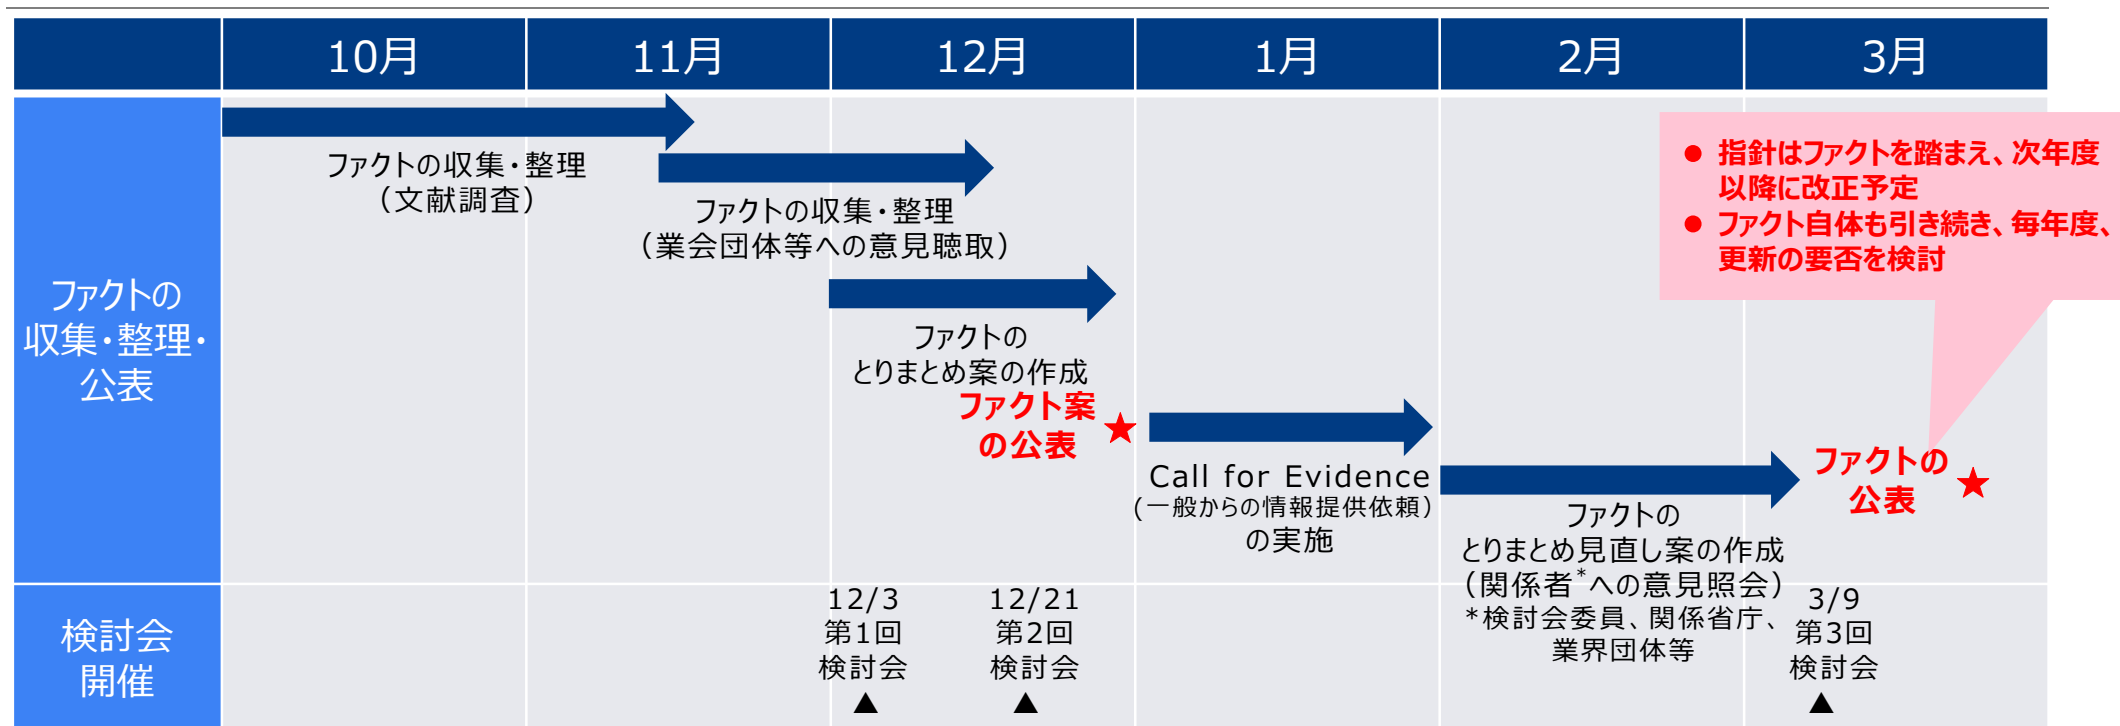 10月
11月
12月
1月
2月
3月
ファクトの
収集・整理・
公表
ファクトの収集・整理
（文献調査）
ファクトの収集・整理
（業会団体等への意見聴取）
ファクトの
とりまとめ案の作成
ファクト案
の公表
★
Call for Evidence
(一般からの情報提供依頼)
の実施
ファクトの
とりまとめ見直し案の作成
（関係者*への意見照会）
*検討会委員、関係省庁、
業界団体等
ファクトの
公表
★
● 指針はファクトを踏まえ、次年度
以降に改正予定
● ファクト自体も引き続き、毎年度、
更新の要否を検討
検討会
開催
12/3
第1回
検討会
▲
12/21
第2回
検討会
▲
3/9
第3回
検討会
▲